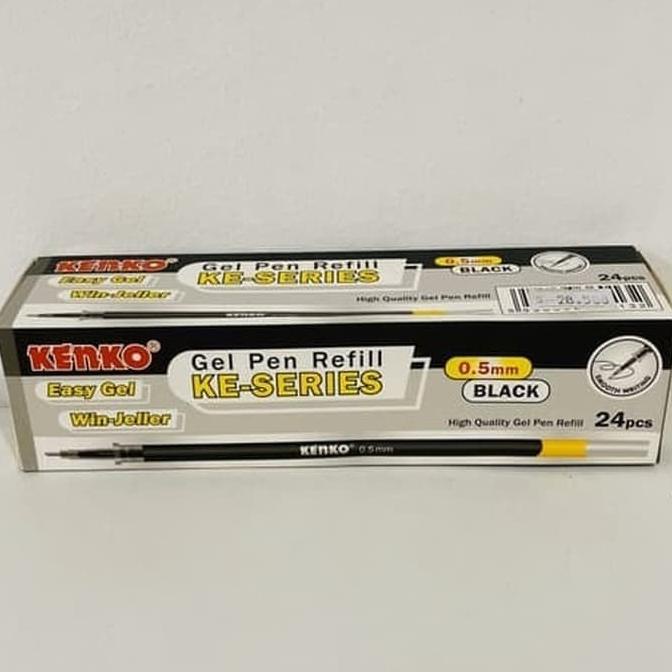 KENKO®
Gel Pen Refill
KE-SERIES
Easy Gel
Win-Jeller
0.5mm
BLACK
24pcs
High Quality Gel Pen Refill
KENKO
KENKO®
Gel Pen Refill
KE-SERIES
Easy Gel
Win-Jeller
0.5mm
BLACK
SMOOTH WRITING
High Quality Gel Pen Refill
24pcs
KENKO® 0.5mm